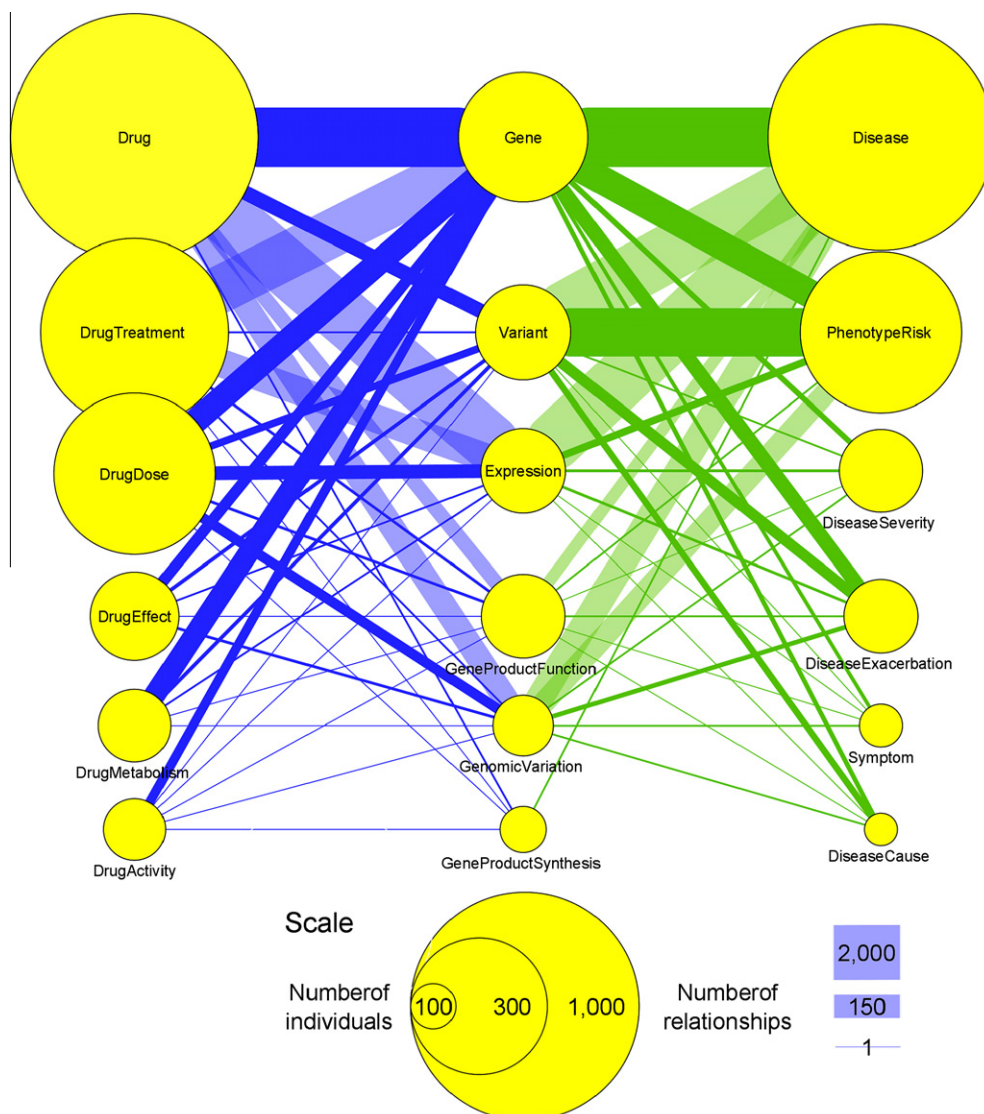 Drug
Gene
Disease
DrugTreatment
Variant
PhenotypeRisk
DrugDose
Expression
DiseaseSeverity
DrugEffect
GeneProductFunction
DiseaseExacerbation
DrugMetabolism
GenomicVariation
Symptom
DrugActivity
GeneProductSynthesis
DiseaseCause
Scale
Numberof
individuals
100
300
1,000
Numberof
relationships
2,000
150
1